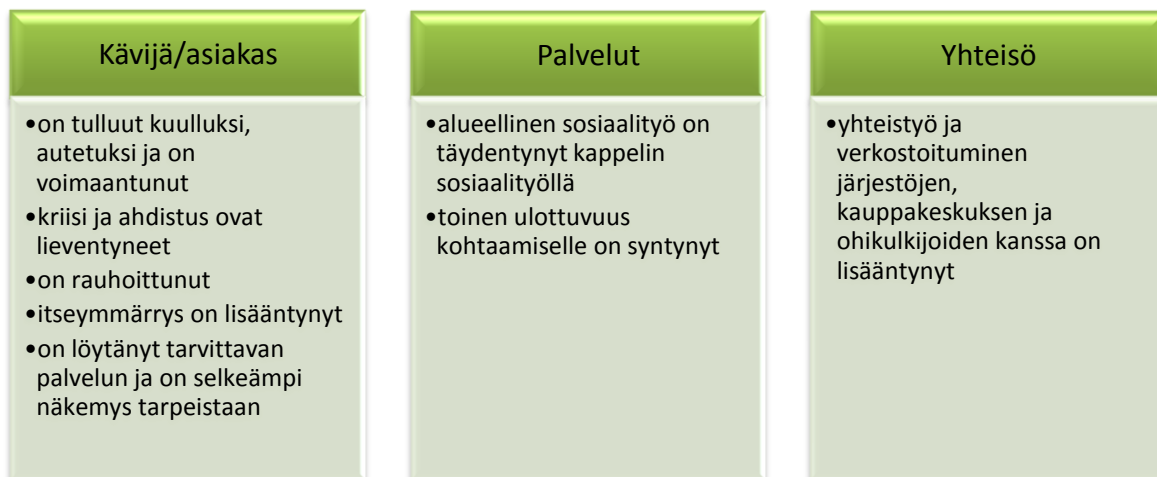 Kävijä/asiakas
•on tulluut kuulluksi,
autetuksi ja on
voimaantunut
•kriisi ja ahdistus ovat
lieventyneet
•on rauhoittunut
•itseymmärrys on lisääntynyt
•on löytänyt tarvittavan
palvelun ja on selkeämpi
näkemys tarpeistaan
Palvelut
•alueellinen sosiaalityö on
täydentynyt kappelin
sosiaalityöllä
•toinen ulottuvuus
kohtaamiselle on syntynyt
Yhteisö
•yhteistyö ja
verkostoituminen
järjestöjen,
kauppakeskuksen ja
ohikulkijoiden kanssa on
lisääntynyt